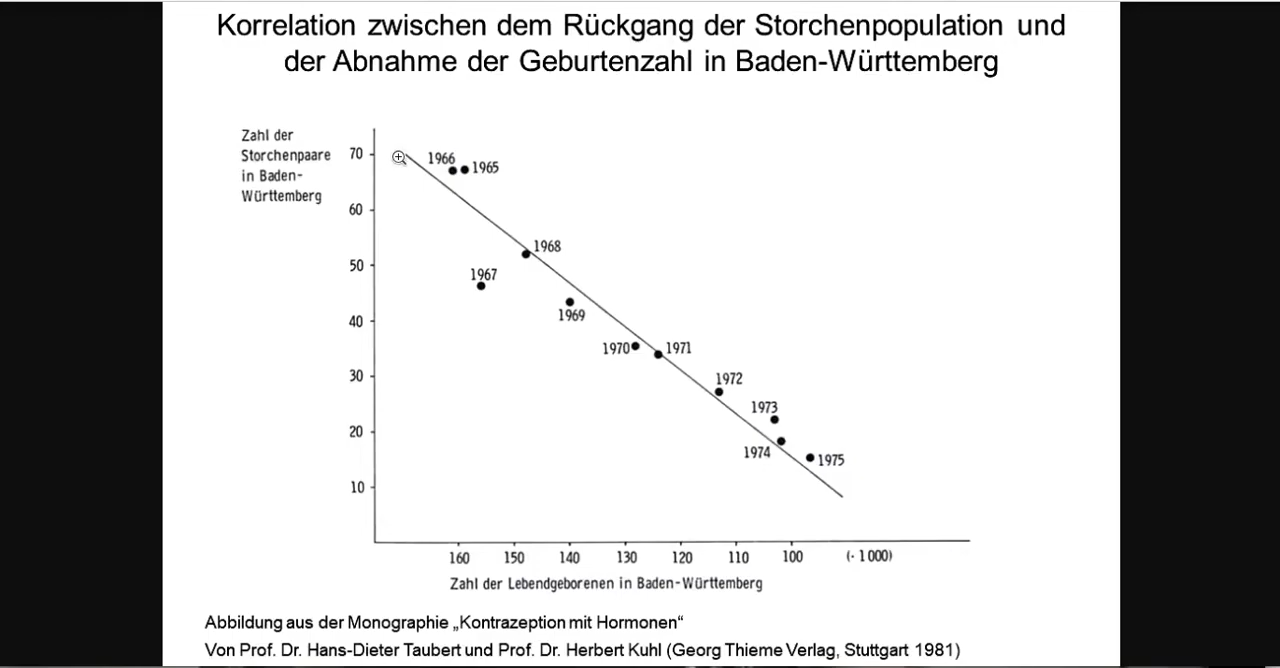 Korrelation zwischen dem Rückgang der Storchenpopulation und
der Abnahme der Geburtenzahl in Baden-Württemberg
Zahl der
Storchenpaare
in Baden-
Württemberg
70
60
50
40
30
20
10
1966
1965
1968
1967
1969
1970
1971
1972
1973
1974
1975
160 150 140 130 120 110 100 (· 1000)
Zahl der Lebendgeborenen in Baden-Württemberg
Abbildung aus der Monographie „Kontrazeption mit Hormonen“
Von Prof. Dr. Hans-Dieter Taubert und Prof. Dr. Herbert Kuhl (Georg Thieme Verlag, Stuttgart 1981)